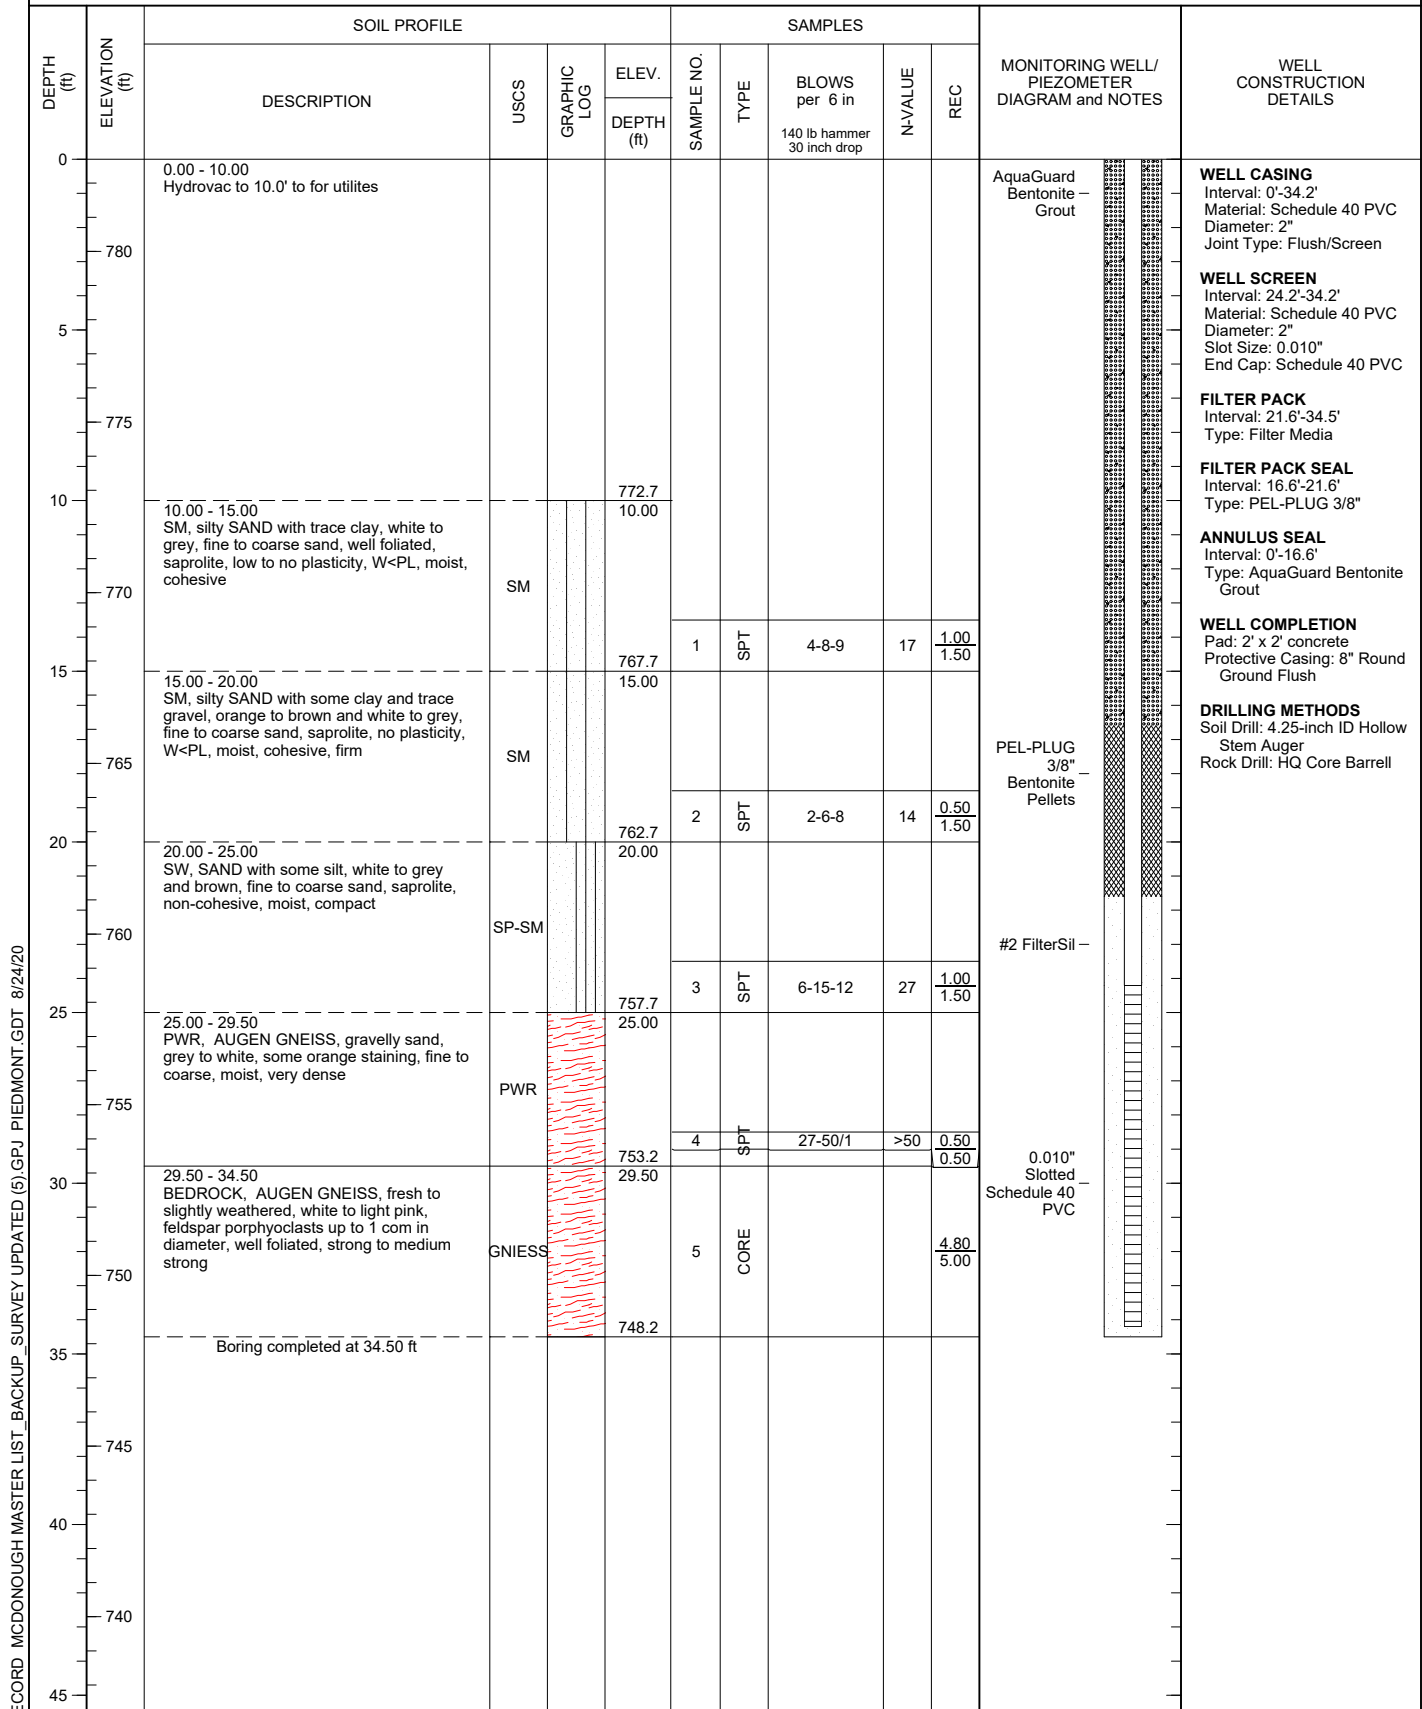 SOIL PROFILE
SAMPLES
DEPTH
(ft)
ELEVATION
(ft)
DESCRIPTION
USCS
GRAPHIC
LOG
ELEV.
DEPTH
(ft)
SAMPLE NO.
TYPE
BLOWS
per 6 in
140 lb hammer
30 inch drop
N-VALUE
REC
MONITORING WELL/
PIEZOMETER
DIAGRAM and NOTES
WELL
CONSTRUCTION
DETAILS
0
5
10
15
20
25
30
35
40
45
780
775
770
765
760
755
750
745
740
0.00 - 10.00
Hydrovac to 10.0' to for utilites
772.7
10.00 - 15.00
SM, silty SAND with trace clay, white to
grey, fine to coarse sand, well foliated,
saprolite, low to no plasticity, W<PL, moist,
cohesive
SM
10.00
1
SPT
4-8-9
17
1.00
1.50
767.7
15.00 - 20.00
SM, silty SAND with some clay and trace
gravel, orange to brown and white to grey,
fine to coarse sand, saprolite, no plasticity,
W<PL, moist, cohesive, firm
SM
15.00
2
SPT
2-6-8
14
0.50
1.50
762.7
20.00 - 25.00
SW, SAND with some silt, white to grey
and brown, fine to coarse sand, saprolite,
non-cohesive, moist, compact
SP-SM
20.00
3
SPT
6-15-12
27
1.00
1.50
757.7
25.00 - 29.50
PWR, AUGEN GNEISS, gravelly sand,
grey to white, some orange staining, fine to
coarse, moist, very dense
PWR
25.00
4
SPT
27-50/1
>50
0.50
0.50
753.2
29.50 - 34.50
BEDROCK, AUGEN GNEISS, fresh to
slightly weathered, white to light pink,
feldspar porphyoclasts up to 1 com in
diameter, well foliated, strong to medium
strong
GNIESS
29.50
5
CORE
4.80
5.00
748.2
Boring completed at 34.50 ft
AquaGuard
Bentonite
Grout
PEL-PLUG
3/8"
Bentonite
Pellets
#2 FilterSil
0.010"
Slotted
Schedule 40
PVC
WELL CASING
Interval: 0'-34.2'
Material: Schedule 40 PVC
Diameter: 2"
Joint Type: Flush/Screen
WELL SCREEN
Interval: 24.2'-34.2'
Material: Schedule 40 PVC
Diameter: 2"
Slot Size: 0.010"
End Cap: Schedule 40 PVC
FILTER PACK
Interval: 21.6'-34.5'
Type: Filter Media
FILTER PACK SEAL
Interval: 16.6'-21.6'
Type: PEL-PLUG 3/8"
ANNULUS SEAL
Interval: 0'-16.6'
Type: AquaGuard Bentonite
Grout
WELL COMPLETION
Pad: 2' x 2' concrete
Protective Casing: 8" Round
Ground Flush
DRILLING METHODS
Soil Drill: 4.25-inch ID Hollow
Stem Auger
Rock Drill: HQ Core Barrell
MCDONOUGH MASTER LIST_BACKUP_SURVEY UPDATED (5).GPJ PIEDMONT.GDT 8/24/20